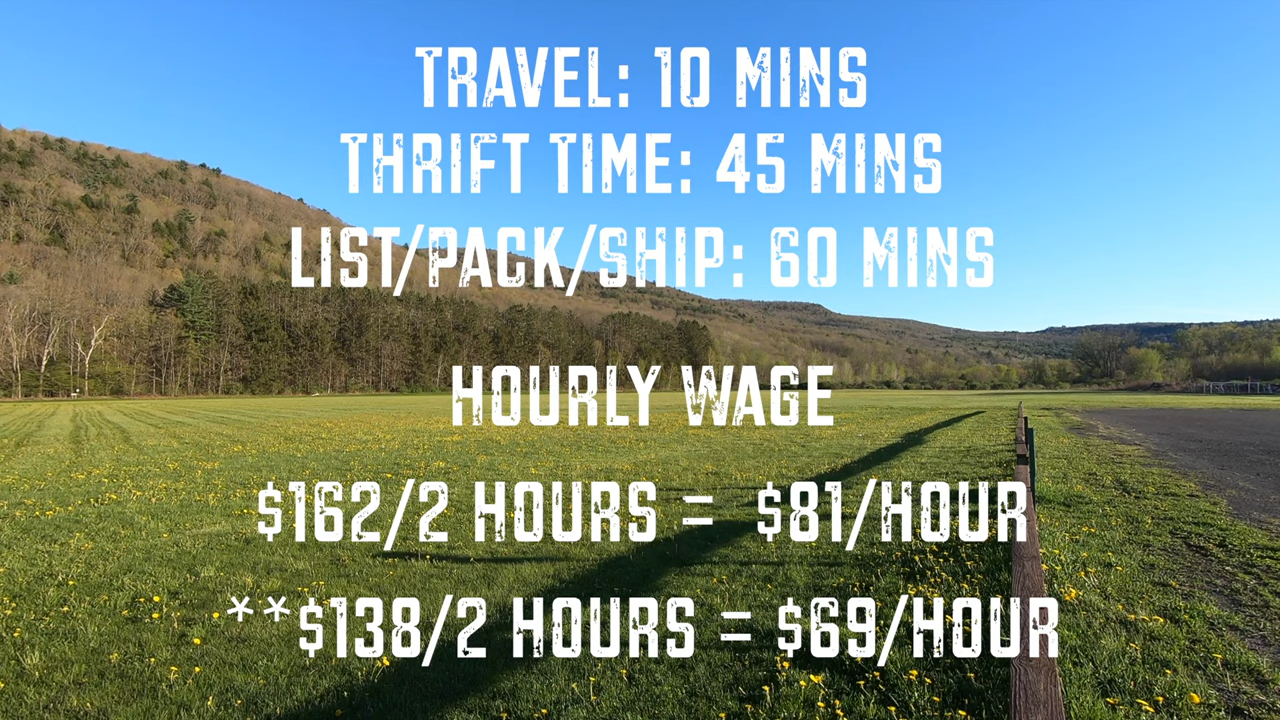 TRAVEL: 10 MINS
THRIFT TIME: 45 MINS
LIST/PACK/SHIP: 60 MINS
HOURLY WAGE
$162/2 HOURS = $81/HOUR
**$138/2 HOURS = $69/HOUR